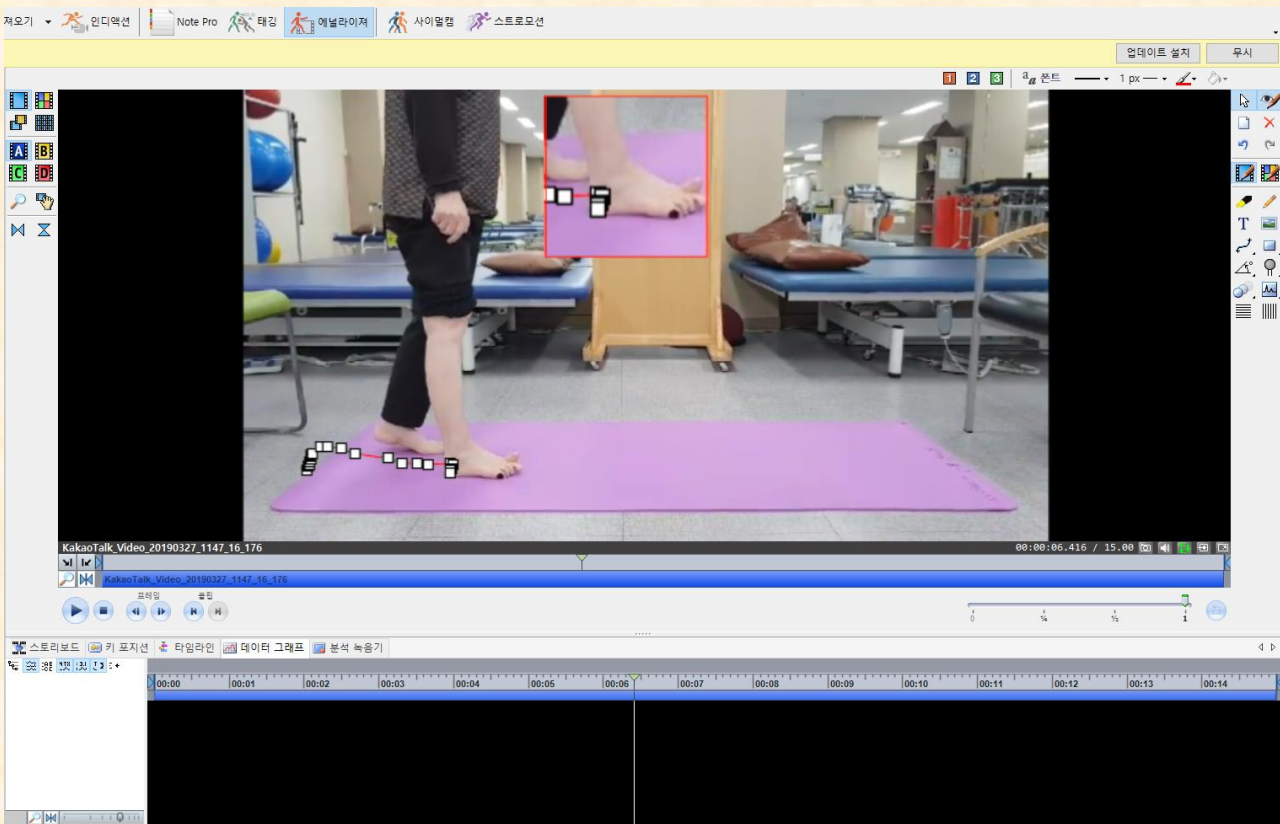 져오기 인디액션 Note Pro 태깅 애널라이져 사이멀캠 스트로모션
업데이트 설치 무시
1 2 3 aa 폰트 1 px
A B
C D
T
KakaoTalk_Video_20190327_1147_16_176 00:00:06.416 / 15.00
KakaoTalk_Video_20190327_1147_16_176
프레임 클립
0 ¼ ½ 1
스토리보드 키 포지션 타임라인 데이터 그래프 분석 녹음기
00:00 00:01 00:02 00:03 00:04 00:05 00:06 00:07 00:08 00:09 00:10 00:11 00:12 00:13 00:14